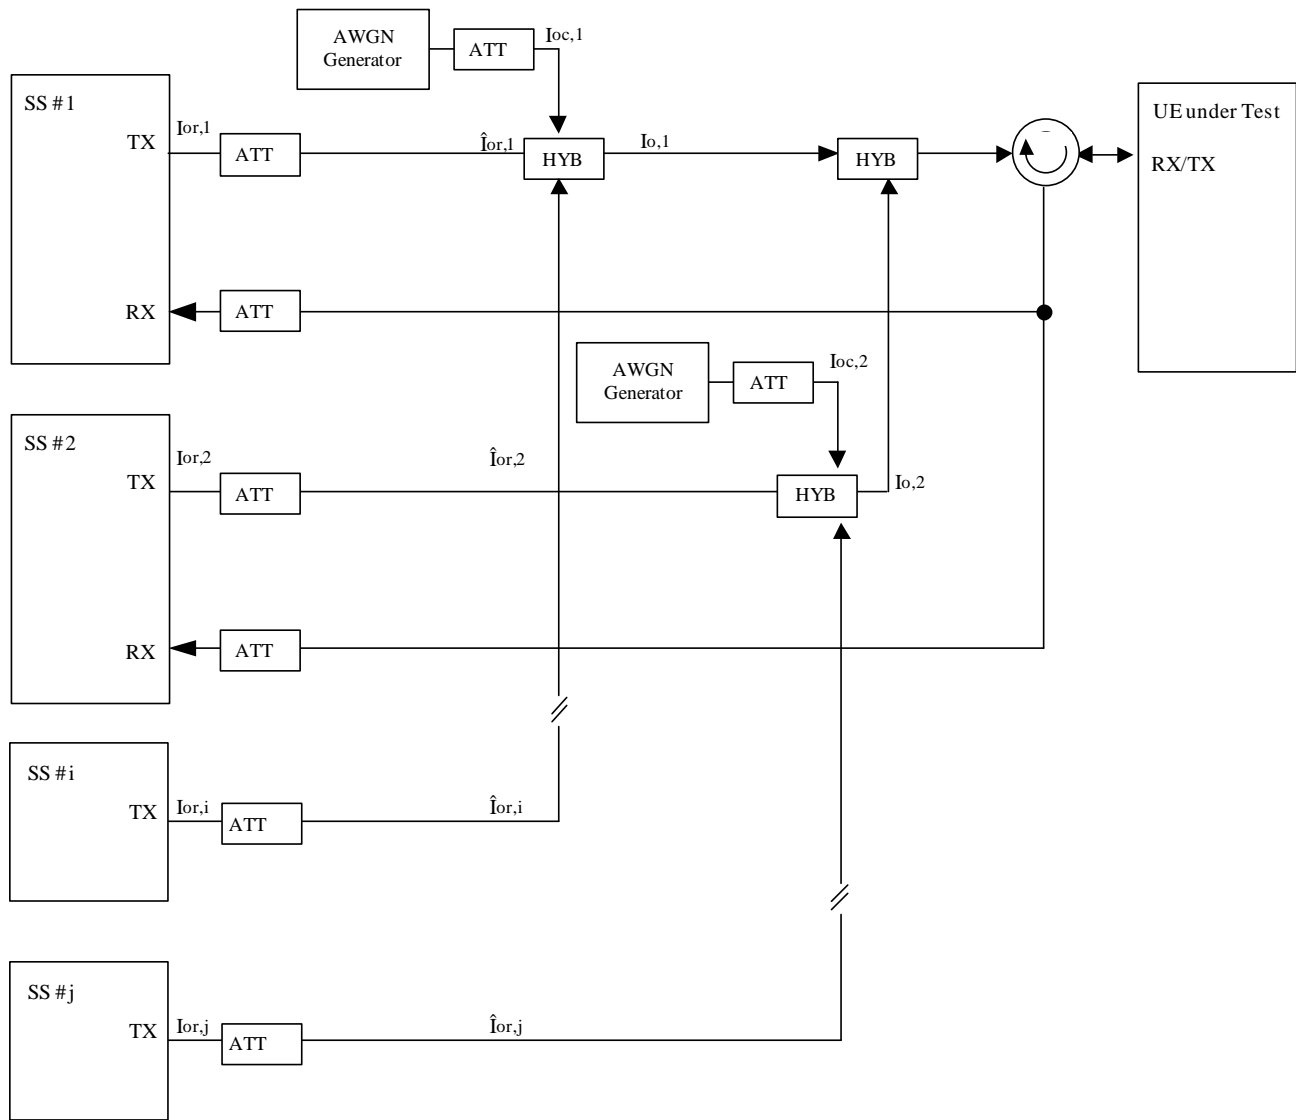 AWGN
Generator
ATT
Ioc,1
SS #1
TX
Ior,1
ATT
Îor,1
HYB
Io,1
HYB
UE under Test
RX/TX
RX
ATT
AWGN
Generator
ATT
Ioc,2
SS #2
TX
Ior,2
ATT
Îor,2
HYB
Io,2
RX
ATT
SS #i
TX
Ior,i
ATT
Îor,i
SS #j
TX
Ior,j
ATT
Îor,j